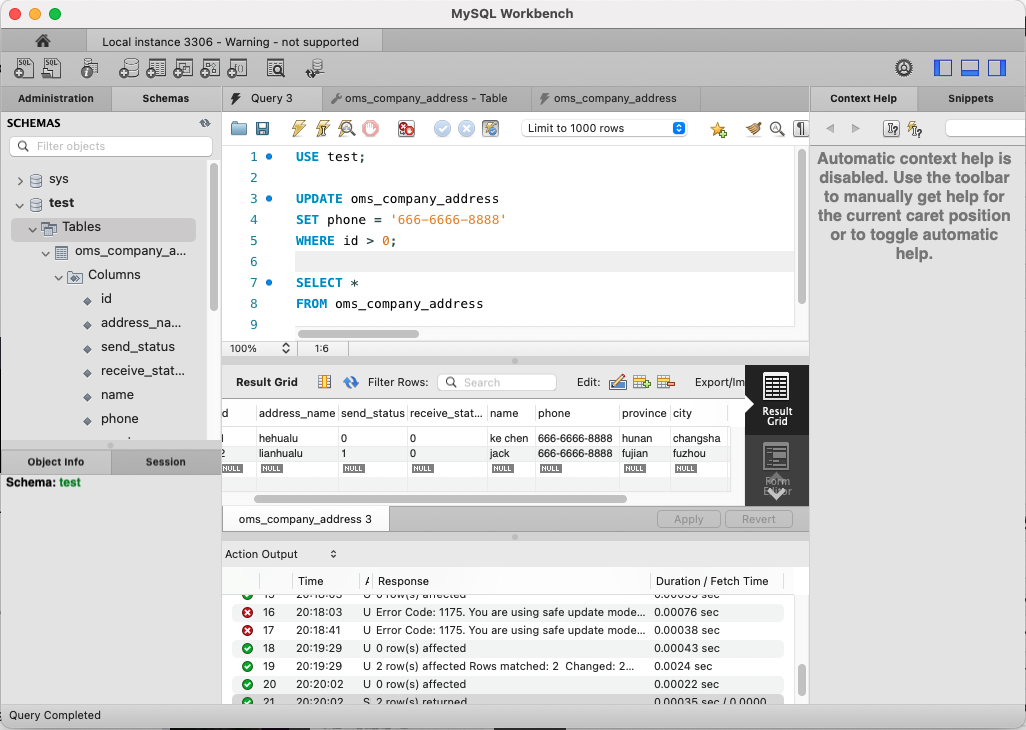 MySQL Workbench
Local instance 3306 - Warning - not supported
Administration
Schemas
Query 3
oms_company_address - Table
oms_company_address
Context Help
Snippets
SCHEMAS
Filter objects
sys
test
Tables
oms_company_a...
Columns
id
address_na...
send_status
receive_stat...
name
phone
Object Info
Session
Schema: test
Limit to 1000 rows
1 USE test;
2
3 UPDATE oms_company_address
4 SET phone = '666-6666-8888'
5 WHERE id > 0;
6
7 SELECT *
8 FROM oms_company_address
9
100%
1:6
Automatic context help is
disabled. Use the toolbar
to manually get help for
the current caret position
or to toggle automatic
help.
Result Grid
Filter Rows:
Search
Edit:
Export/Im
Result
Grid
Form
Editor
d address_name send_status receive_stat... name phone province city
1 hehualu 0 0 ke chen 666-6666-8888 hunan changsha
2 lianhualu 1 0 jack 666-6666-8888 fujian fuzhou
NULL NULL NULL NULL NULL NULL NULL NULL
oms_company_address 3
Apply
Revert
Action Output
Time A Response Duration / Fetch Time
15 20:18:03 U 0 row(s) affected 0.00035 sec
16 20:18:03 U Error Code: 1175. You are using safe update mode... 0.00076 sec
17 20:18:41 U Error Code: 1175. You are using safe update mode... 0.00038 sec
18 20:19:29 U 0 row(s) affected 0.00043 sec
19 20:19:29 U 2 row(s) affected Rows matched: 2 Changed: 2... 0.0024 sec
20 20:20:02 U 0 row(s) affected 0.00022 sec
21 20:20:02 S 2 row(s) returned 0.00035 sec / 0.0000
Query Completed